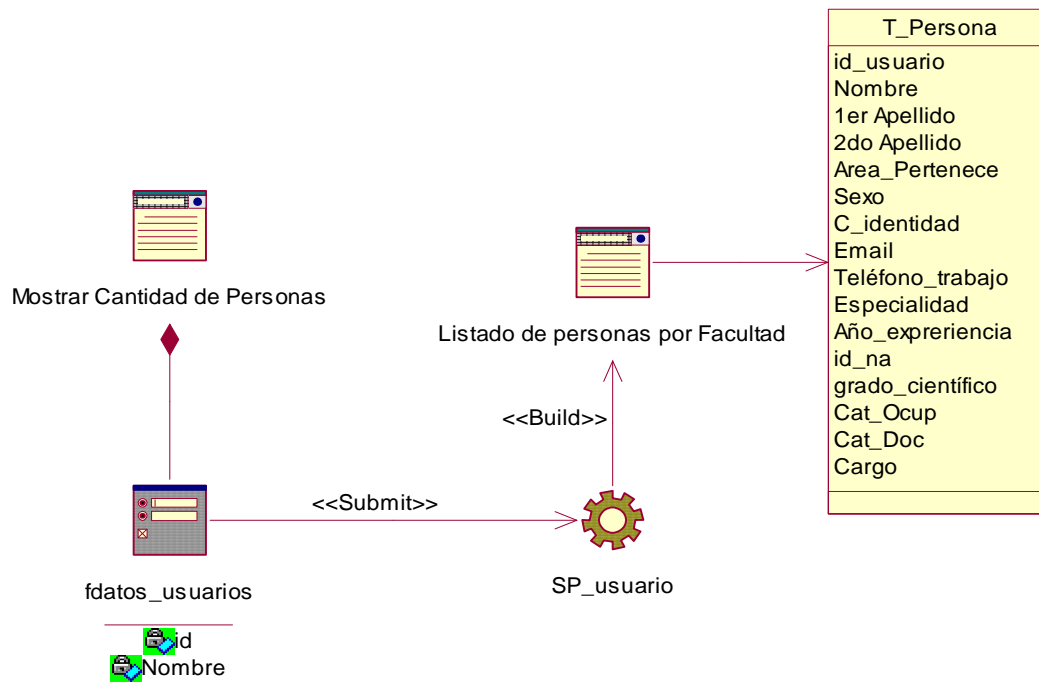 T_Persona
id_usuario
Nombre
1er Apellido
2do Apellido
Area_Pertenece
Sexo
C_identidad
Email
Teléfono_trabajo
Especialidad
Año_expreriencia
id_na
grado_científico
Cat_Ocup
Cat_Doc
Cargo
Mostrar Cantidad de Personas
Listado de personas por Facultad
<<Build>>
<<Submit>>
fdatos_usuarios
SP_usuario
id
Nombre